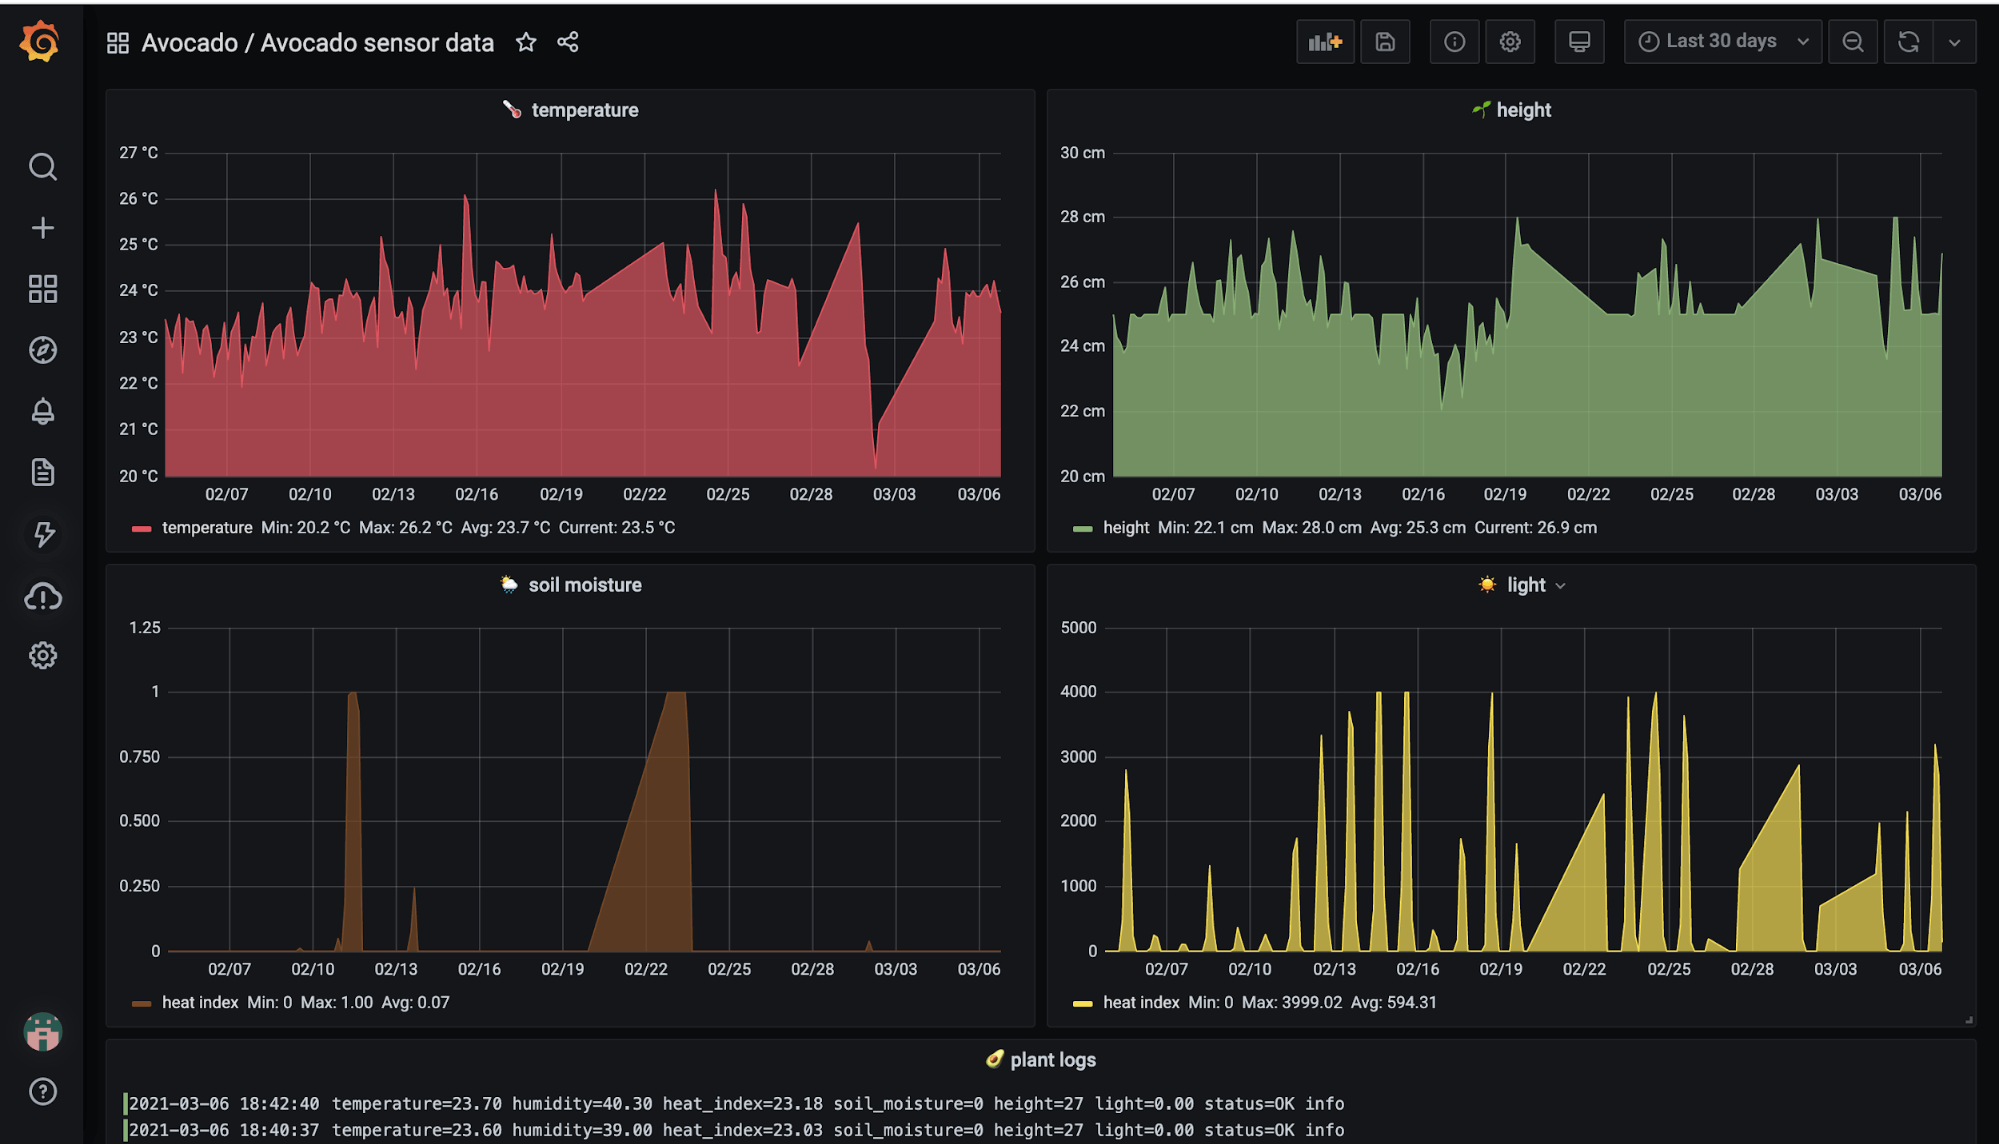 Avocado / Avocado sensor data
Last 30 days
temperature
27 °C
26 °C
25 °C
24 °C
23 °C
22 °C
21 °C
20 °C
02/07 02/10 02/13 02/16 02/19 02/22 02/25 02/28 03/03 03/06
temperature Min: 20.2 °C Max: 26.2 °C Avg: 23.7 °C Current: 23.5 °C
height
30 cm
28 cm
26 cm
24 cm
22 cm
20 cm
02/07 02/10 02/13 02/16 02/19 02/22 02/25 02/28 03/03 03/06
height Min: 22.1 cm Max: 28.0 cm Avg: 25.3 cm Current: 26.9 cm
soil moisture
1.25
1
0.750
0.500
0.250
0
02/07 02/10 02/13 02/16 02/19 02/22 02/25 02/28 03/03 03/06
heat index Min: 0 Max: 1.00 Avg: 0.07
light
5000
4000
3000
2000
1000
0
02/07 02/10 02/13 02/16 02/19 02/22 02/25 02/28 03/03 03/06
heat index Min: 0 Max: 3999.02 Avg: 594.31
plant logs
2021-03-06 18:42:40 temperature=23.70 humidity=40.30 heat_index=23.18 soil_moisture=0 height=27 light=0.00 status=OK info
2021-03-06 18:40:37 temperature=23.60 humidity=39.00 heat_index=23.03 soil_moisture=0 height=27 light=0.00 status=OK info